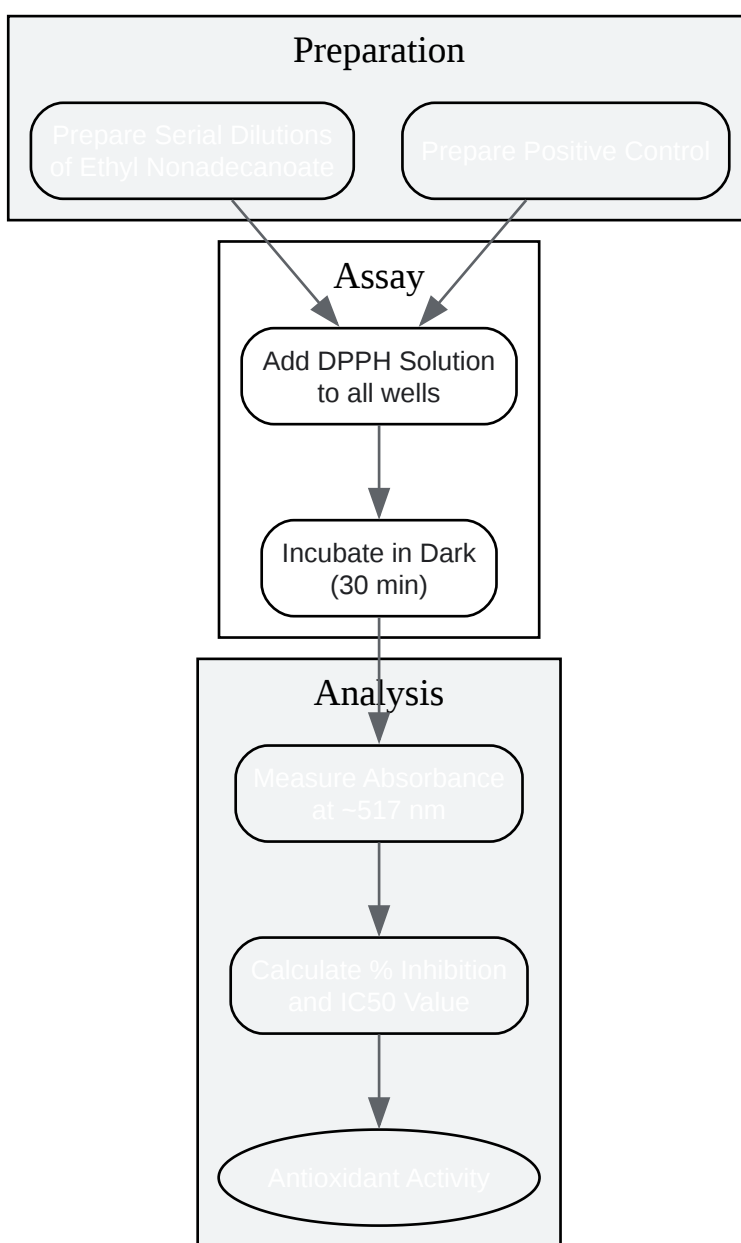 Preparation
Prepare Serial Dilutions
of Ethyl Nonadecanoate
Prepare Positive Control
Assay
Add DPPH Solution
to all wells
Incubate in Dark
(30 min)
Analysis
Measure Absorbance
at ~517 nm
Calculate % Inhibition
and IC50 Value
Antioxidant Activity